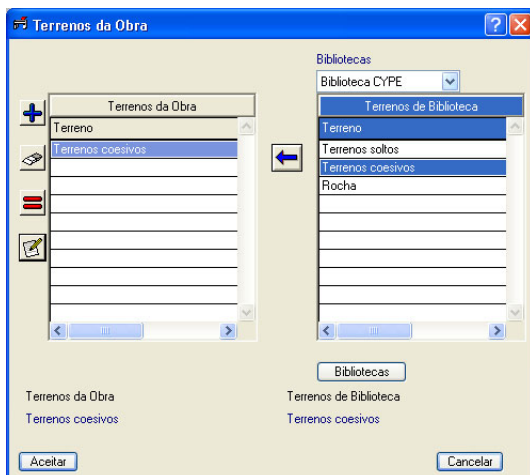 Terrenos da Obra
Bibliotecas
Biblioteca CYPE
Terrenos da Obra
Terreno
Terrenos coesivos
Terrenos de Biblioteca
Terreno
Terrenos soltos
Terrenos coesivos
Rocha
Bibliotecas
Terrenos da Obra
Terrenos coesivos
Terrenos de Biblioteca
Terrenos coesivos
Aceitar
Cancelar